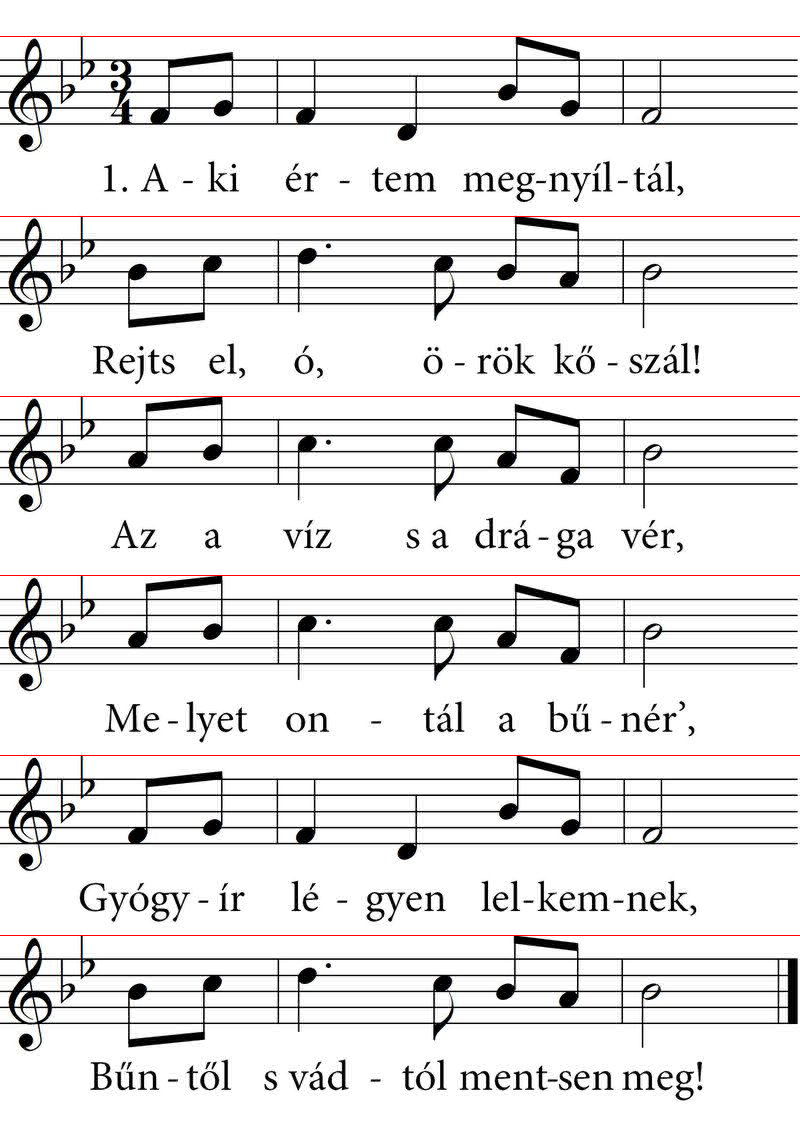 3
4
1. A - ki ér - tem meg-nyíl-tál,
Rejts el, ó, ö - rök kő - szál!
Az a víz s a drá - ga vér,
Me - lyet on - tál a bű - nér’,
Gyógy - ír lé - gyen lel-kem-nek,
Bűn - től s vád - tól ment-sen meg!